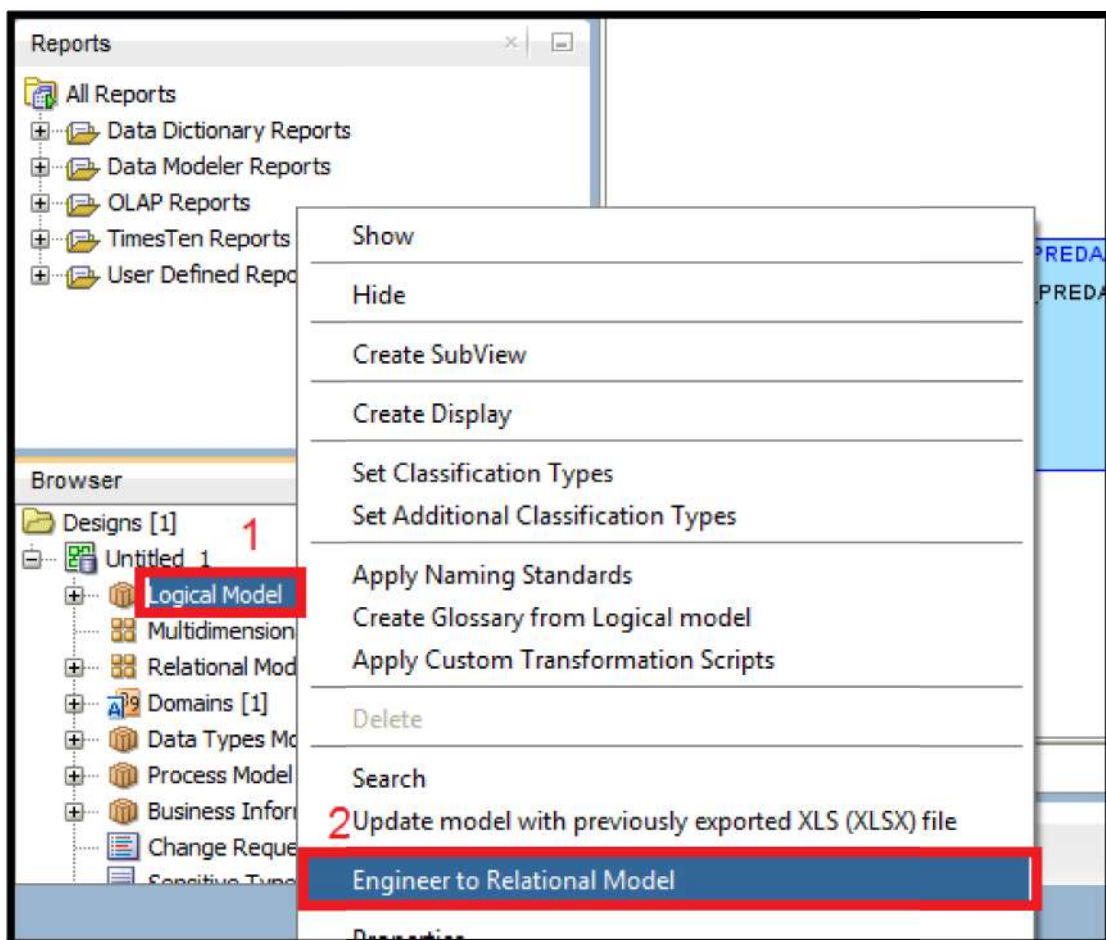 Reports
All Reports
Data Dictionary Reports
Data Modeler Reports
OLAP Reports
TimesTen Reports
User Defined Repo
Show
Hide
Create SubView
Create Display
Set Classification Types
Set Additional Classification Types
Apply Naming Standards
Create Glossary from Logical model
Apply Custom Transformation Scripts
Delete
Search
2 Update model with previously exported XLS (XLSX) file
Engineer to Relational Model
Properties
PREDA
PREDA
Browser
Designs [1]
1
Untitled_1
Logical Model
Multidimension
Relational Mod
Domains [1]
Data Types Mo
Process Model
Business Infor
Change Reque
Sensitive Type